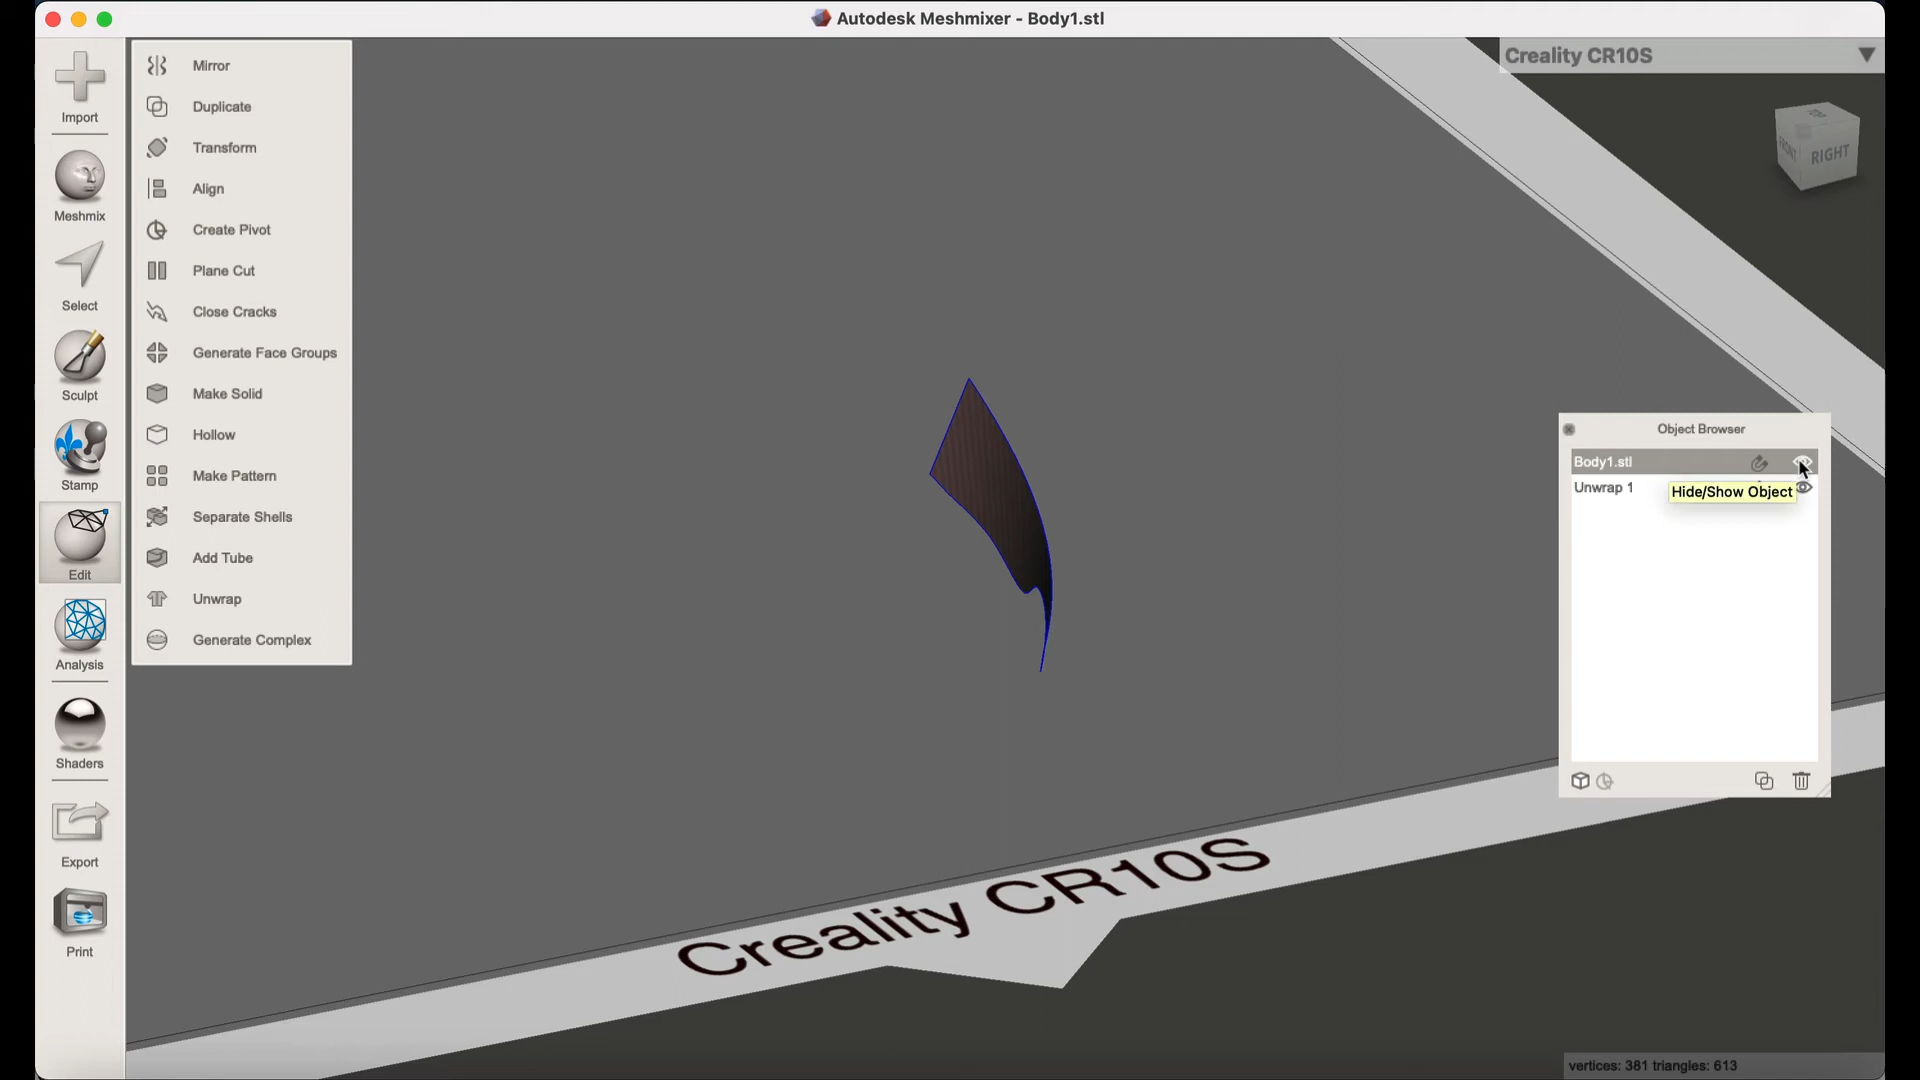 Autodesk Meshmixer - Body1.stl
Import
Meshmix
Select
Sculpt
Stamp
Edit
Analysis
Shaders
Export
Print
Mirror
Duplicate
Transform
Align
Create Pivot
Plane Cut
Close Cracks
Generate Face Groups
Make Solid
Hollow
Make Pattern
Separate Shells
Add Tube
Unwrap
Generate Complex
Creality CR10S
TOP
FRONT
RIGHT
Object Browser
Body1.stl
Unwrap 1
Hide/Show Object
Creality CR10S
vertices: 381 triangles: 613